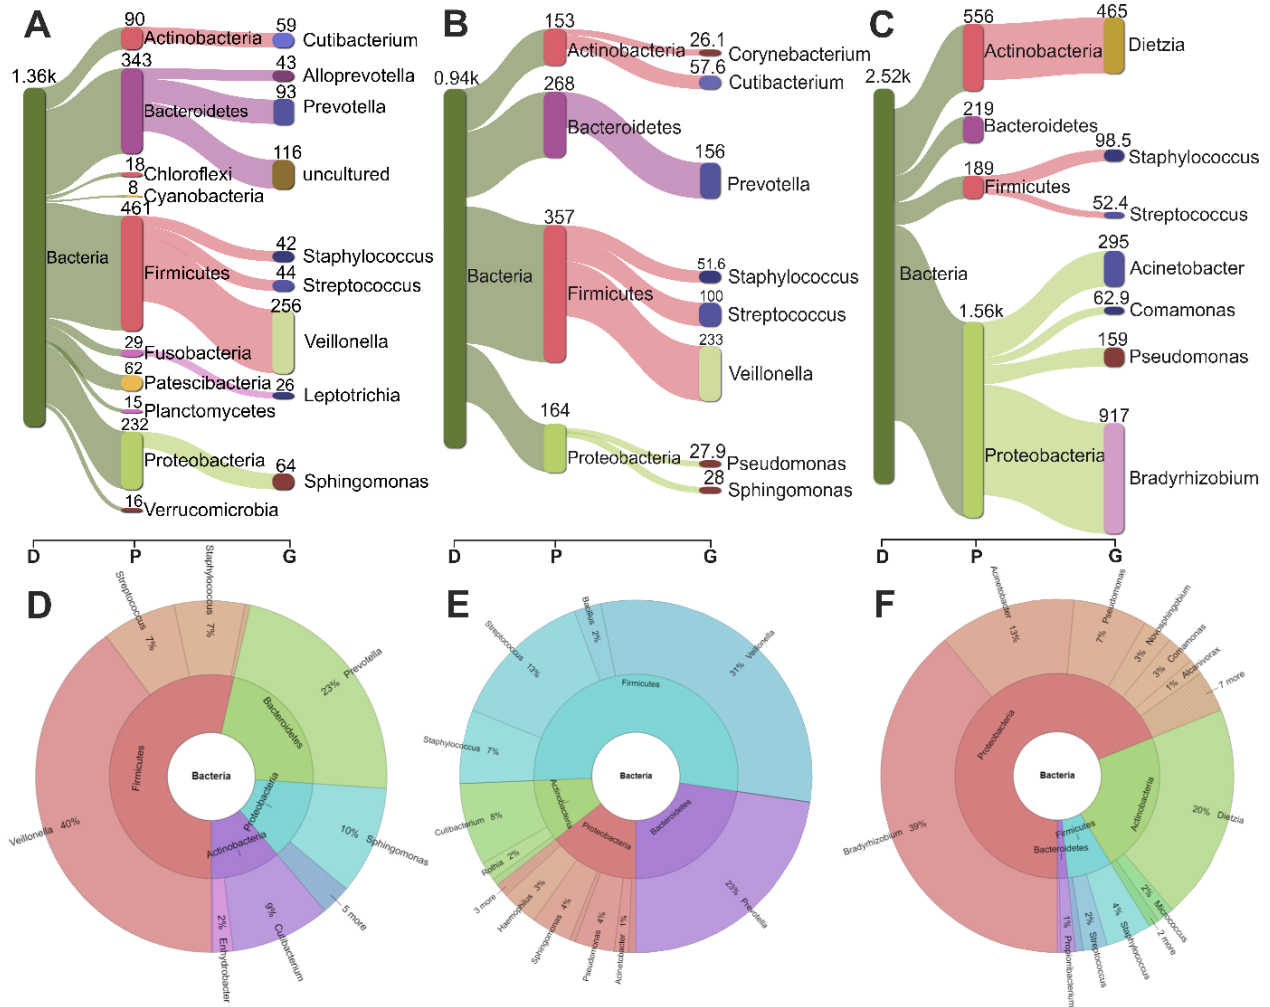 A
1.36k
Bacteria
90
Actinobacteria
343
Bacteroidetes
18
Chloroflexi
8
Cyanobacteria
461
Firmicutes
29
Fusobacteria
62
Patescibacteria
15
Planctomycetes
232
Proteobacteria
16
Verrucomicrobia
59
Cutibacterium
43
Alloprevotella
93
Prevotella
116
uncultured
42
Staphylococcus
44
Streptococcus
256
Veillonella
26
Leptotrichia
64
Sphingomonas
D
P
G
B
0.94k
Bacteria
153
Actinobacteria
268
Bacteroidetes
357
Firmicutes
164
Proteobacteria
26.1
Corynebacterium
57.6
Cutibacterium
156
Prevotella
51.6
Staphylococcus
100
Streptococcus
233
Veillonella
27.9
Pseudomonas
28
Sphingomonas
D
P
G
C
2.52k
Bacteria
556
Actinobacteria
219
Bacteroidetes
189
Firmicutes
1.56k
Proteobacteria
465
Dietzia
98.5
Staphylococcus
52.4
Streptococcus
295
Acinetobacter
62.9
Comamonas
159
Pseudomonas
917
Bradyrhizobium
D
P
G
D
Bacteria
Firmicutes
Bacteroidetes
Proteobacteria
Actinobacteria
Streptococcus 7%
Staphylococcus 7%
23% Prevotella
10% Sphingomonas
5 more
9% Cutibacterium
2% Enhydrobacter
Veillonella 40%
E
Bacteria
Firmicutes
Bacteroidetes
Proteobacteria
Actinobacteria
Bacillus 2%
31% Veillonella
23% Prevotella
Acinetobacter 1%
Pseudomonas 4%
Sphingomonas 4%
Haemophilus 3%
3 more
Rothia 2%
Cutibacterium 8%
Staphylococcus 7%
Streptococcus 13%
F
Bacteria
Proteobacteria
Actinobacteria
Firmicutes
Bacteroidetes
Acinetobacter 13%
7% Pseudomonas
3% Novosphingobium
3% Comamonas
1% Alcanivorax
7 more
20% Dietzia
2% Micrococcus
2 more
4% Staphylococcus
2% Streptococcus
1% Propionibacterium
Bradyrhizobium 39%